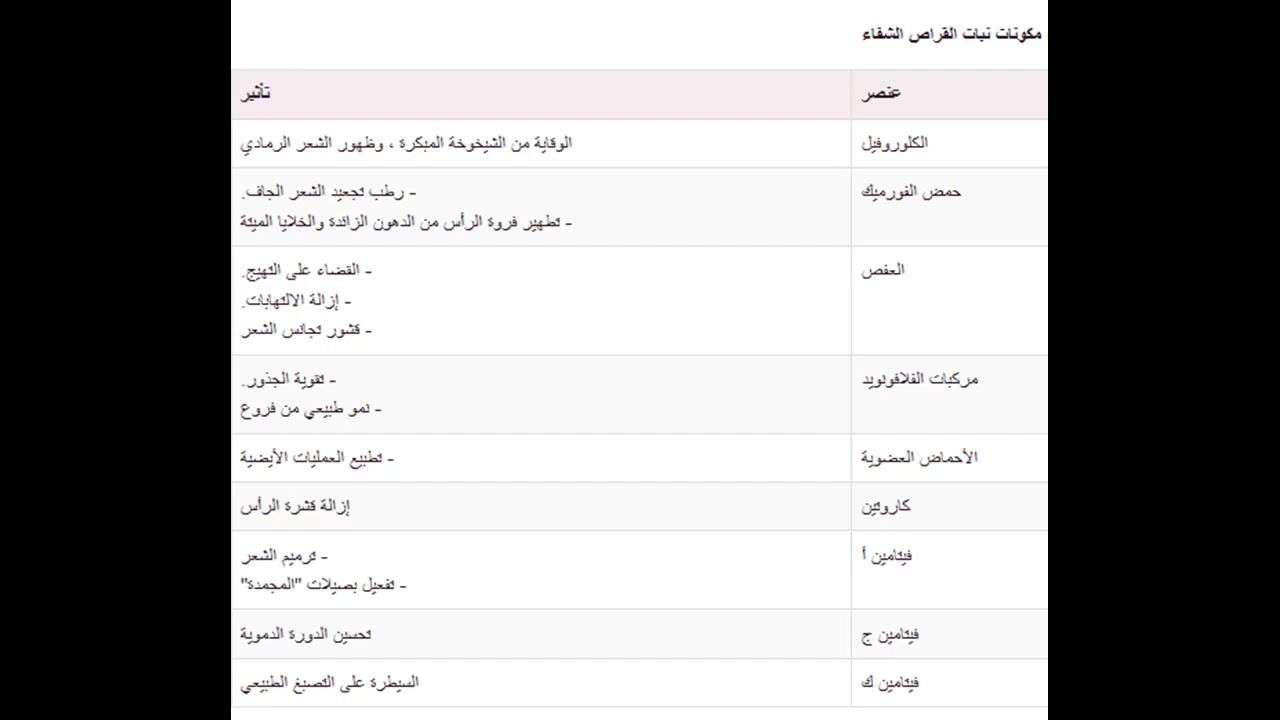 مكونات نبات القراص الشفاء
عنصر
تأثير
الكلوروفيل
الوقاية من الشيخوخة المبكرة ، وظهور الشعر الرمادي
حمض الفورميك
- رطب تجعيد الشعر الجاف.
- تطهير فروة الرأس من الدهون الزائدة والخلايا الميتة
العفص
- القضاء على التهيج.
- إزالة الالتهابات.
- قشور تجانس الشعر
مركبات الفلافونويد
- تقوية الجذور.
- نمو طبيعي من فروع
الأحماض العضوية
- تطبيع العمليات الأيضية
كاروتين
إزالة قشرة الرأس
فيتامين أ
- ترميم الشعر
- تفعيل بصيلات "المجمدة"
فيتامين ج
تحسين الدورة الدموية
فيتامين ك
السيطرة على التصبغ الطبيعي